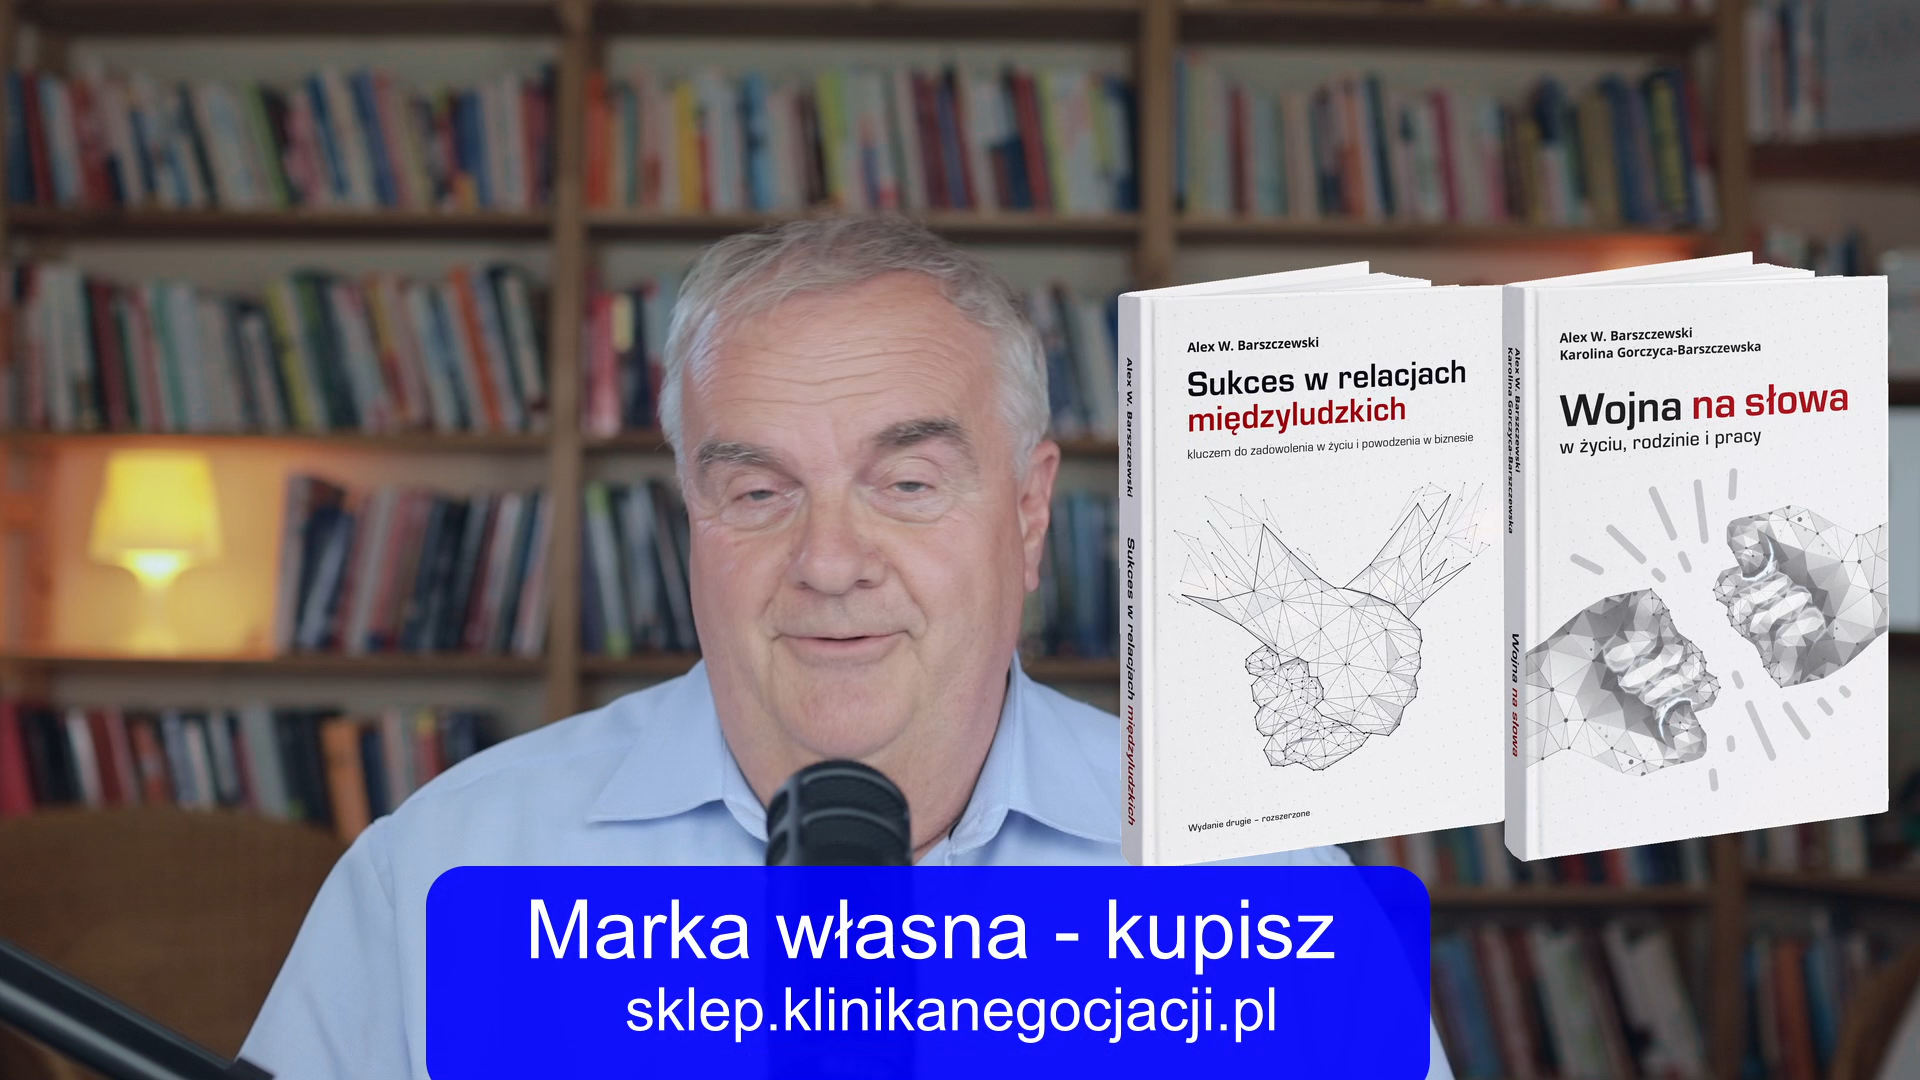 Alex W. Barszczewski
Sukces w relacjach
międzyludzkich
kluczem do zadowolenia w życiu i powodzenia w biznesie
Wydanie drugie – rozszerzone
Alex W. Barszczewski
Sukces w relacjach międzyludzkich
Alex W. Barszczewski
Karolina Gorczyca-Barszczewska
Wojna na słowa
w życiu, rodzinie i pracy
Alex W. Barszczewski
Karolina Gorczyca-Barszczewska
Wojna na słowa
Marka własna - kupisz
sklep.klinikanegocjacji.pl